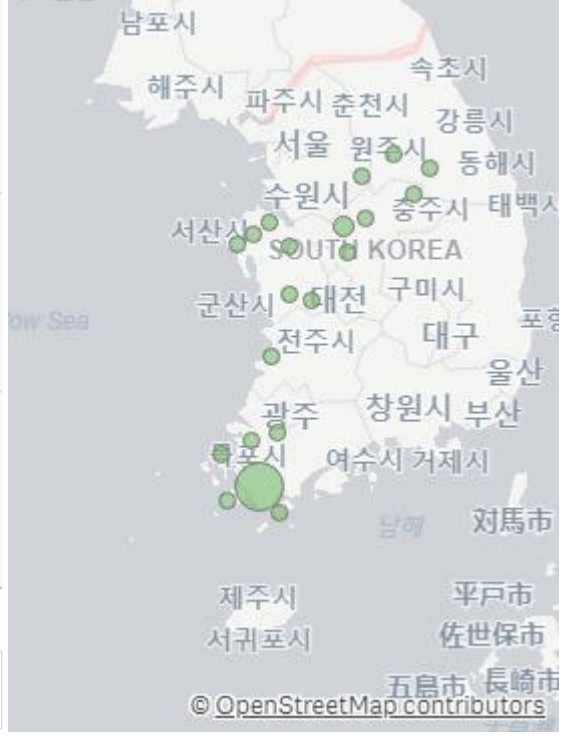 남포시
속초시
해주시
파주시 춘천시
강릉시
서울 원주시
동해시
수원시
충주시 태백시
서산시
SOUTH KOREA
구미시
군산시 대전
ow Sea
포항
대구
전주시
울산
창원시 부산
광주
목포시
여수시 거제시
남해
対馬市
제주시
平戸市
서귀포시
佐世保市
五島市 長崎市
© OpenStreetMap contributors